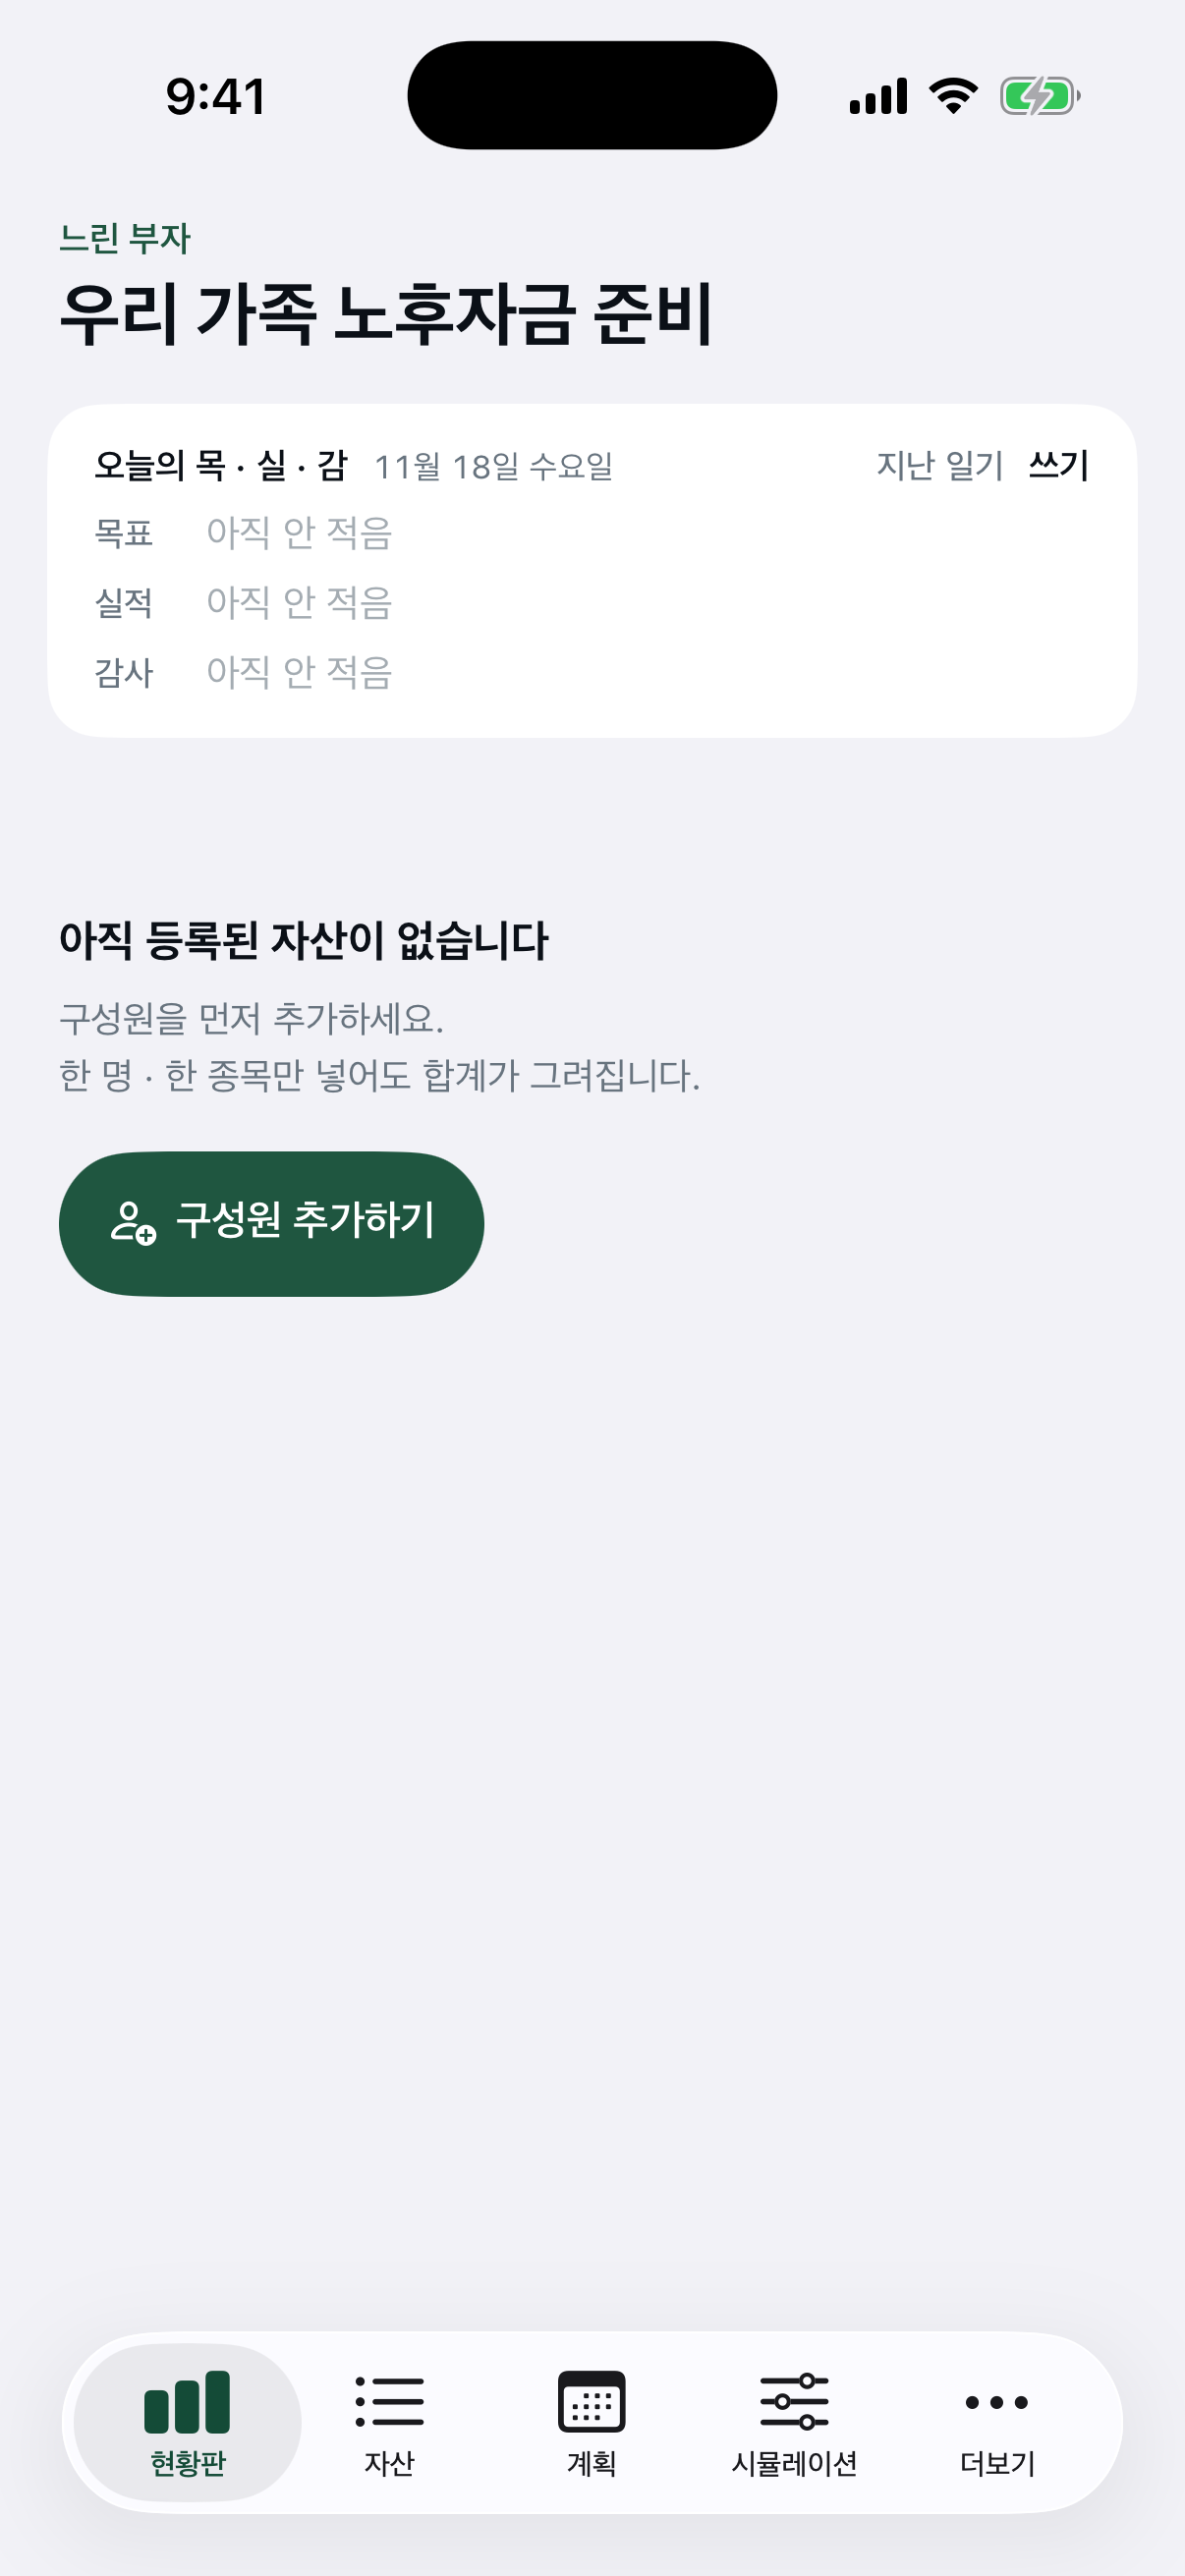 9:41
느린 부자
우리 가족 노후자금 준비
오늘의 목 · 실 · 감 11월 18일 수요일 지난 일기 쓰기
목표 아직 안 적음
실적 아직 안 적음
감사 아직 안 적음
아직 등록된 자산이 없습니다
구성원을 먼저 추가하세요.
한 명 · 한 종목만 넣어도 합계가 그려집니다.
구성원 추가하기
현황판 자산 계획 시뮬레이션 더보기